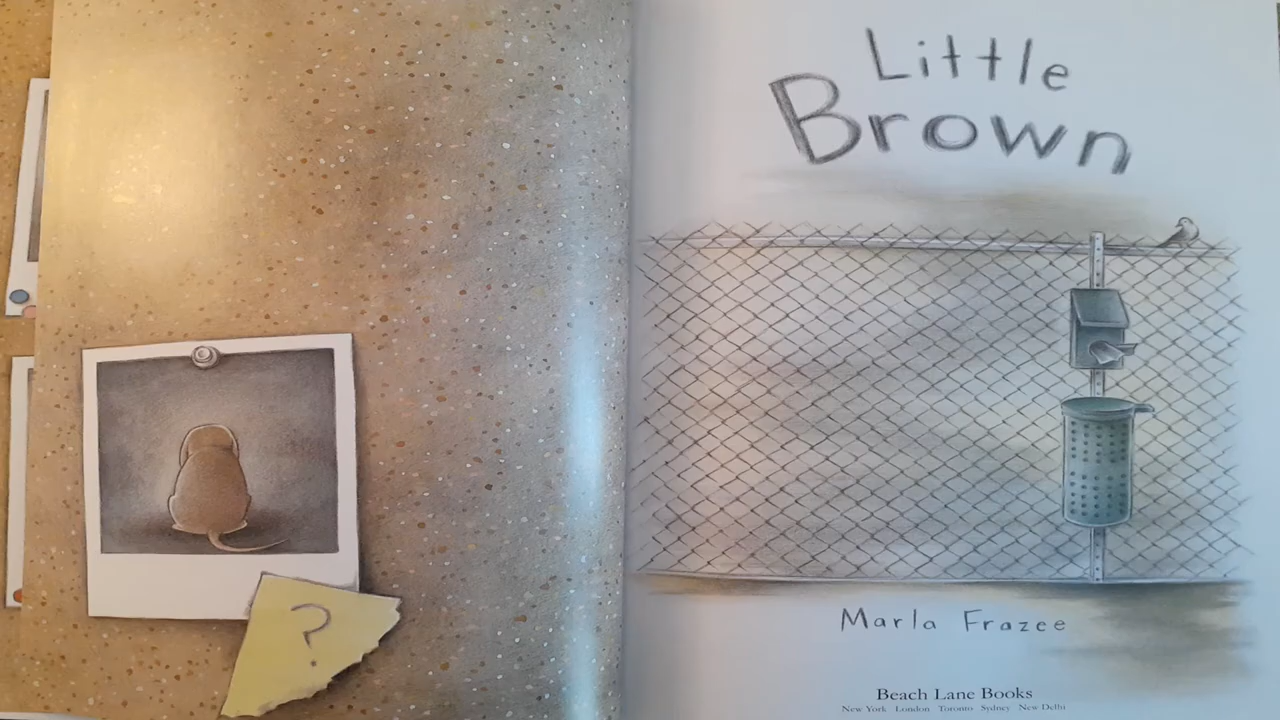 ?
Little
Brown
Marla Frazee
Beach Lane Books
New York London Toronto Sydney New Delhi